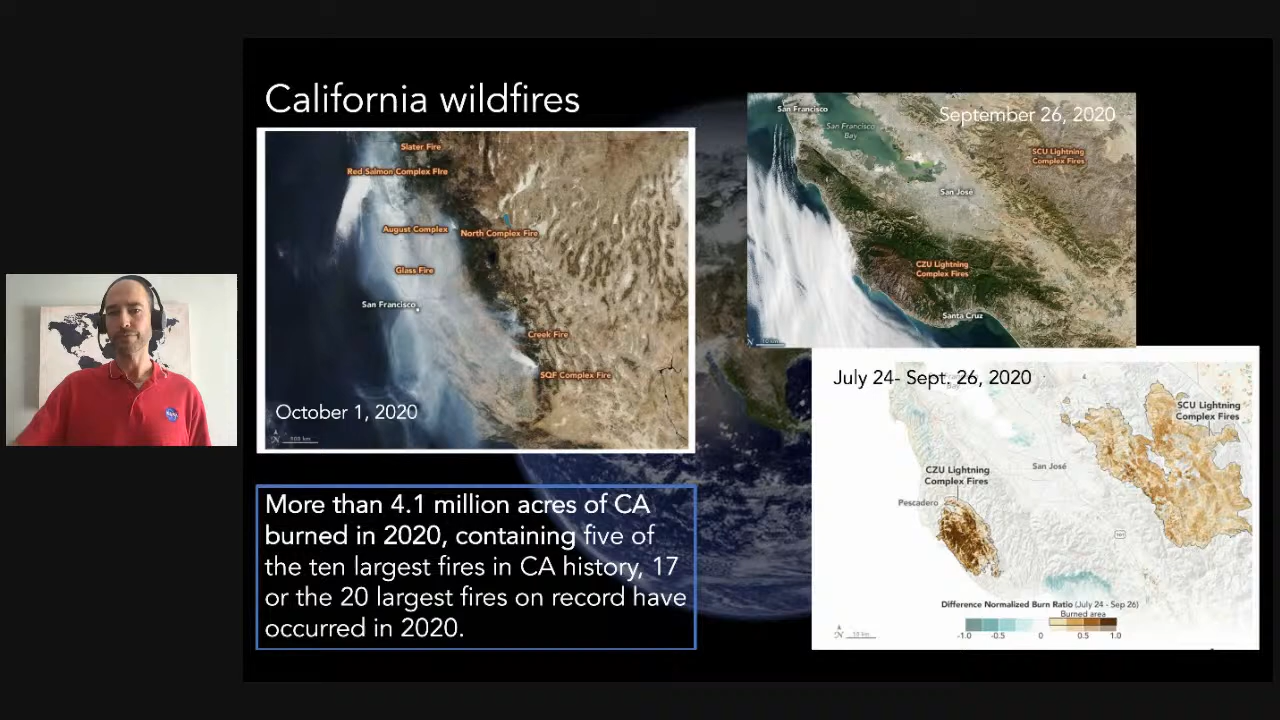 California wildfires
Slater Fire
Red Salmon Complex Fire
August Complex
North Complex Fire
Glass Fire
San Francisco
Creek Fire
SQF Complex Fire
October 1, 2020
N
100 km
More than 4.1 million acres of CA
burned in 2020, containing five of
the ten largest fires in CA history, 17
or the 20 largest fires on record have
occurred in 2020.
September 26, 2020
San Francisco
San Francisco
Bay
SCU Lightning
Complex Fires
San José
CZU Lightning
Complex Fires
Santa Cruz
N
July 24- Sept. 26, 2020
SCU Lightning
Complex Fires
San José
CZU Lightning
Complex Fires
Pescadero
101
Difference Normalized Burn Ratio (July 24 - Sep 26)
Burned area
-1.0 -0.5 0 0.5 1.0
N
10 km